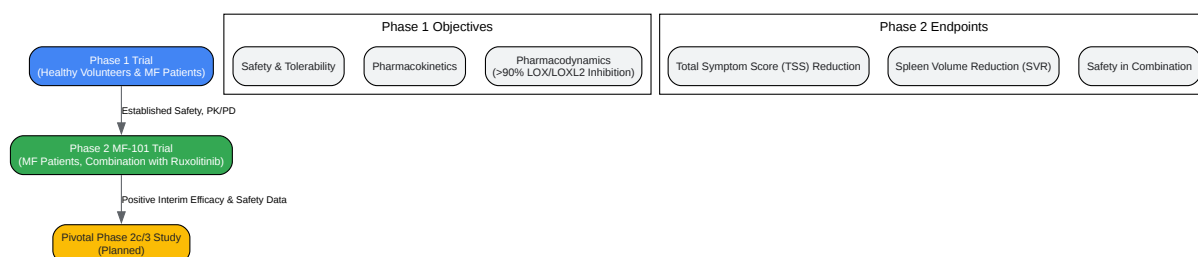 Phase 1 Objectives
Phase 2 Endpoints
Phase 1 Trial
(Healthy Volunteers & MF Patients)
Safety & Tolerability
Pharmacokinetics
Pharmacodynamics
(>90% LOX/LOXL2 Inhibition)
Total Symptom Score (TSS) Reduction
Spleen Volume Reduction (SVR)
Safety in Combination
Established Safety, PK/PD
Phase 2 MF-101 Trial
(MF Patients, Combination with Ruxolitinib)
Positive Interim Efficacy & Safety Data
Pivotal Phase 2c/3 Study
(Planned)